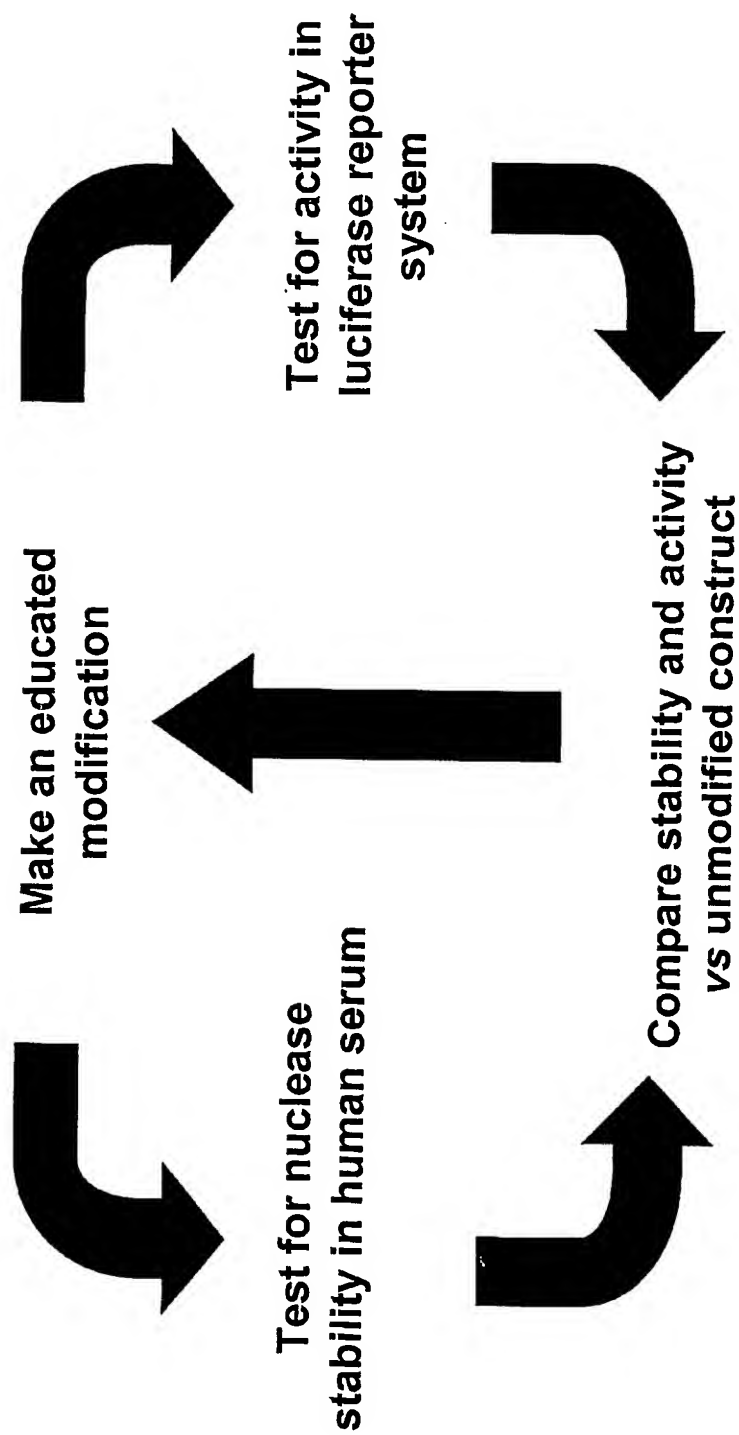 Make an educated
modification
Test for nuclease
stability in human serum
Test for activity in
luciferase reporter
system
Compare stability and activity
vs unmodified construct